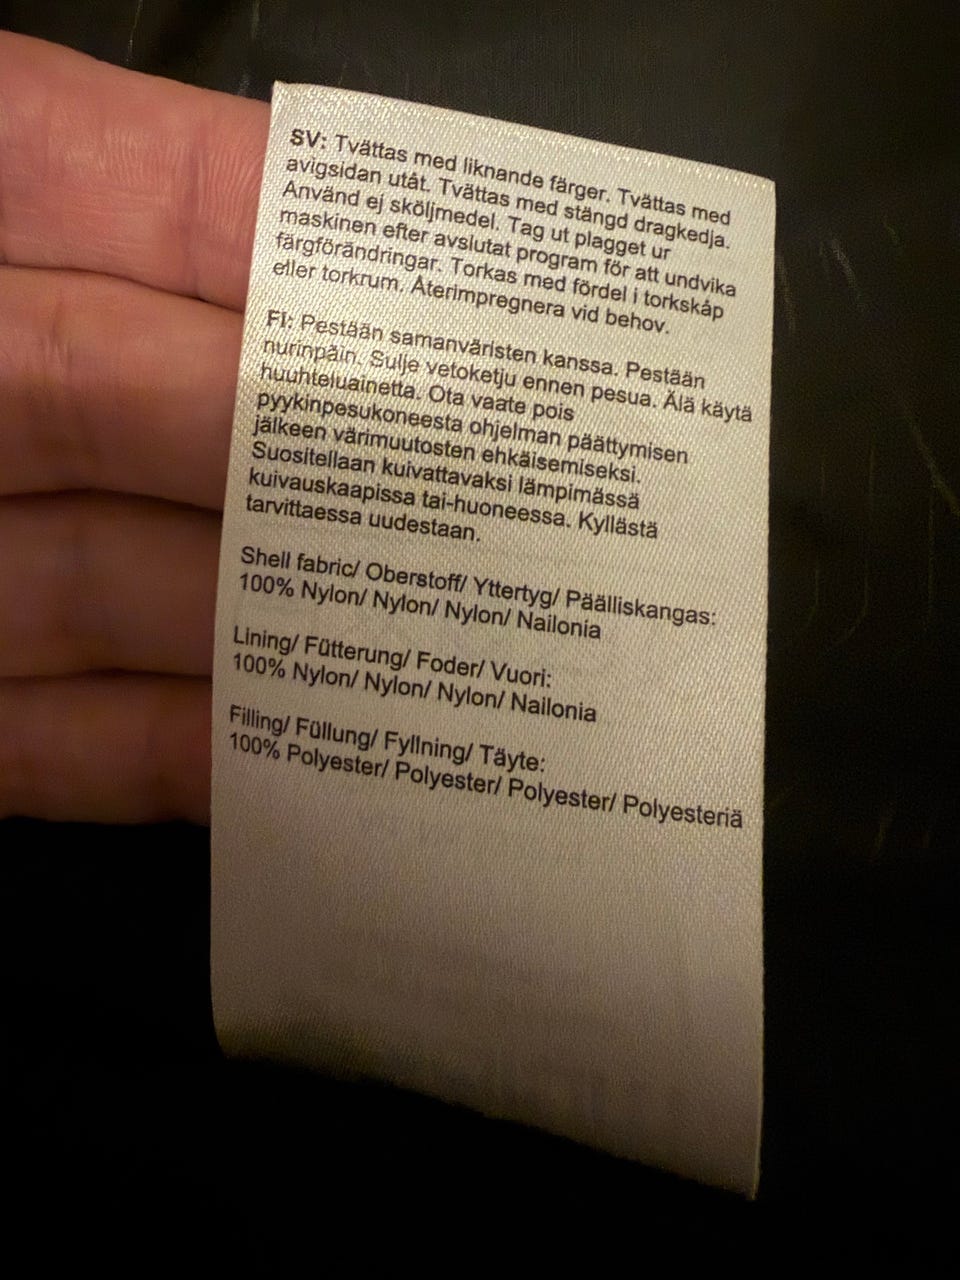 SV: Tvättas med liknande färger. Tvättas med
avigsidan utåt. Tvättas med stängd dragkedja.
Använd ej sköljmedel. Tag ut plagget ur
maskinen efter avslutat program för att undvika
färgförändringar. Torkas med fördel i torkskåp
eller torkrum. Återimpregnera vid behov.
FI: Pestään samanväristen kanssa. Pestään
nurinpäin. Sulje vetoketju ennen pesua. Älä käytä
huuhteluainetta. Ota vaate pois
pyykinpesukoneesta ohjelman päättymisen
jälkeen värimuutosten ehkäisemiseksi.
Suositellaan kuivattavaksi lämpimässä
kuivauskaapissa tai-huoneessa. Kyllästä
tarvittaessa uudestaan.
Shell fabric/ Oberstoff/ Yttertyg/ Päälliskangas:
100% Nylon/ Nylon/ Nylon/ Nailonia
Lining/ Fütterung/ Foder/ Vuori:
100% Nylon/ Nylon/ Nylon/ Nailonia
Filling/ Füllung/ Fyllning/ Täyte:
100% Polyester/ Polyester/ Polyester/ Polyesteriä